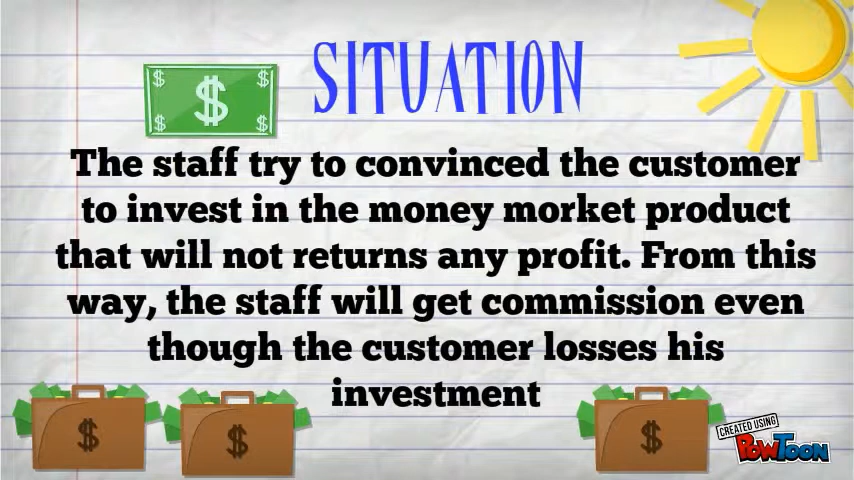 SITUATION
The staff try to convinced the customer
to invest in the money market product
that will not returns any profit. From this
way, the staff will get commission even
though the customer losses his
investment
CREATED USING
POWTOON